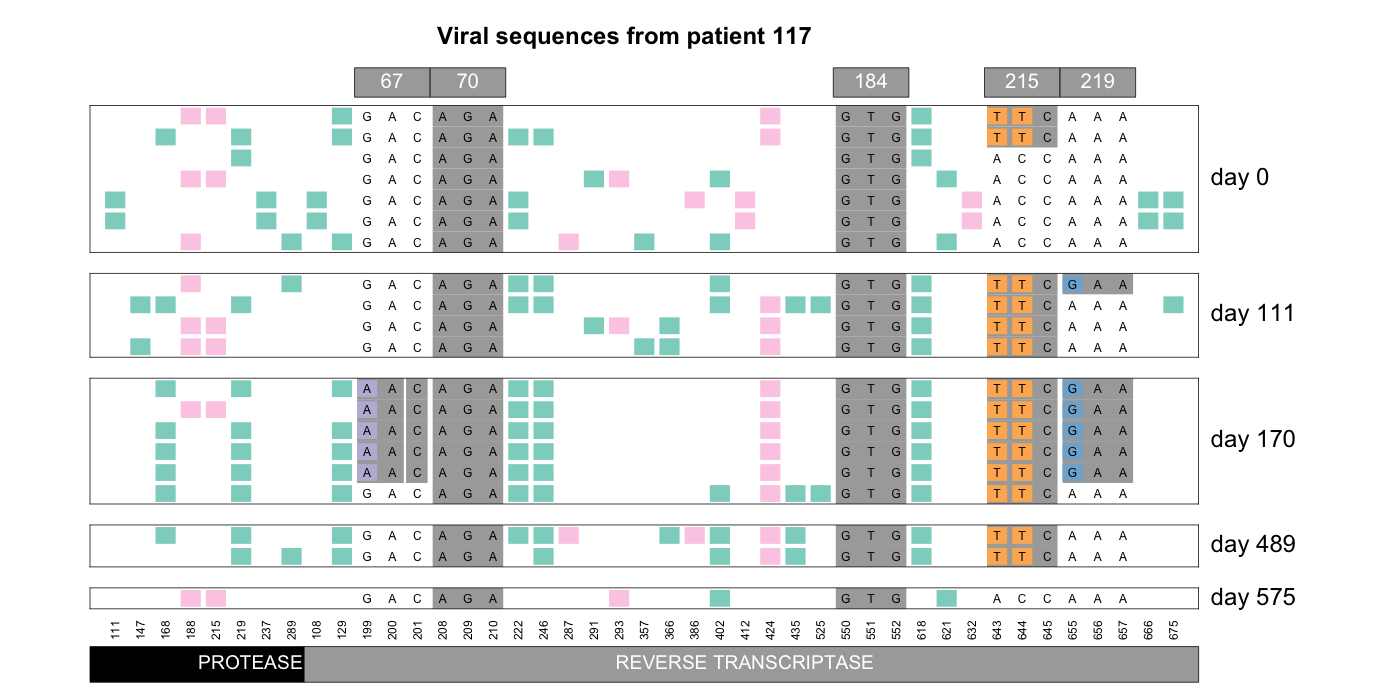 Viral sequences from patient 117
67 70 184 215 219
G A C A G A G T G T T C A A A
G A C A G A G T G T T C A A A
G A C A G A G T G A C C A A A
G A C A G A G T G A C C A A A
G A C A G A G T G A C C A A A
G A C A G A G T G A C C A A A
G A C A G A G T G A C C A A A
day 0
G A C A G A G T G T T C G A A
G A C A G A G T G T T C A A A
G A C A G A G T G T T C A A A
G A C A G A G T G T T C A A A
day 111
A A C A G A G T G T T C G A A
A A C A G A G T G T T C G A A
A A C A G A G T G T T C G A A
A A C A G A G T G T T C G A A
A A C A G A G T G T T C G A A
G A C A G A G T G T T C A A A
day 170
G A C A G A G T G T T C A A A
G A C A G A G T G T T C A A A
day 489
G A C A G A G T G A C C A A A
day 575
111 147 168 188 215 219 237 289 108 129 199 200 201 208 209 210 222 246 287 291 293 357 366 386 402 412 424 435 525 550 551 552 618 621 632 643 644 645 655 656 657 666 675
PROTEASE REVERSE TRANSCRIPTASE